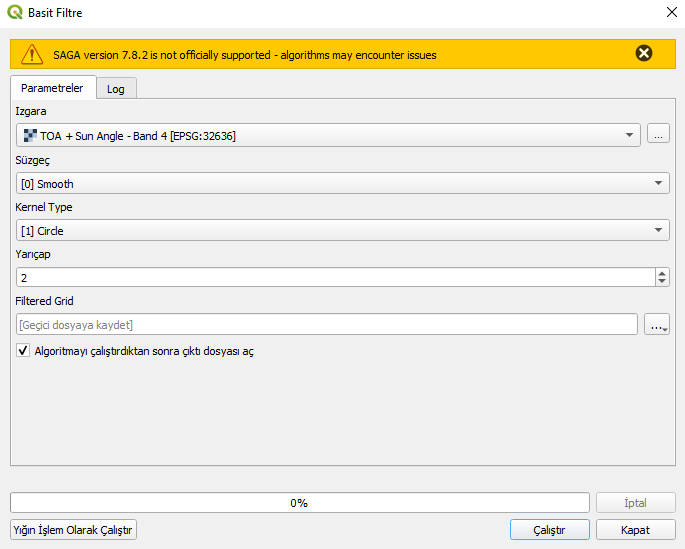 Basit Filtre
SAGA version 7.8.2 is not officially supported - algorithms may encounter issues
Parametreler
Log
Izgara
TOA + Sun Angle - Band 4 [EPSG:32636]
...
Süzgeç
[0] Smooth
Kernel Type
[1] Circle
Yarıçap
2
Filtered Grid
[Geçici dosyaya kaydet]
...
Algoritmayı çalıştırdıktan sonra çıktı dosyası aç
0%
İptal
Yığın İşlem Olarak Çalıştır
Çalıştır
Kapat